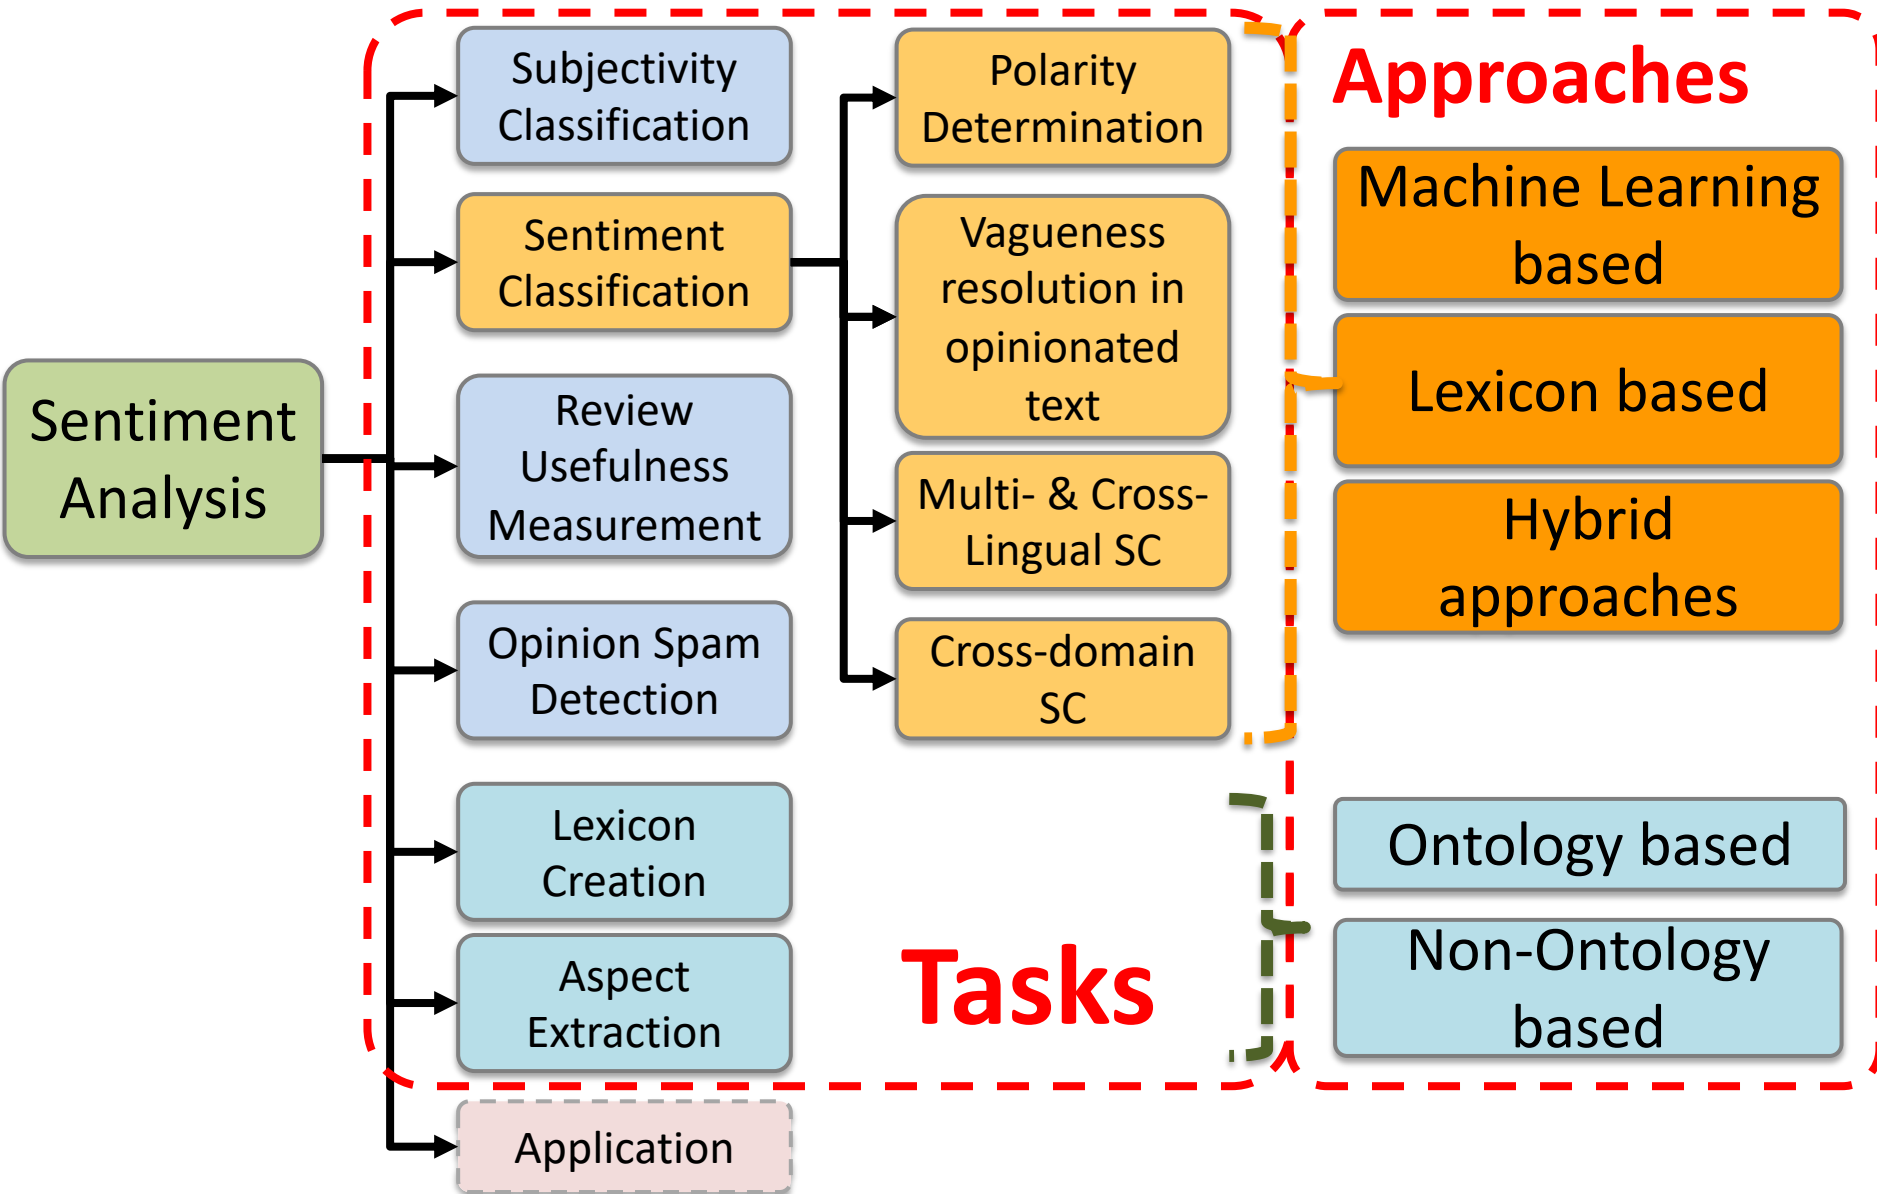 Sentiment
Analysis
Subjectivity
Classification
Sentiment
Classification
Review
Usefulness
Measurement
Opinion Spam
Detection
Lexicon
Creation
Aspect
Extraction
Application
Polarity
Determination
Vagueness
resolution in
opinionated
text
Multi- & Cross-
Lingual SC
Cross-domain
SC
Tasks
Approaches
Machine Learning
based
Lexicon based
Hybrid
approaches
Ontology based
Non-Ontology
based